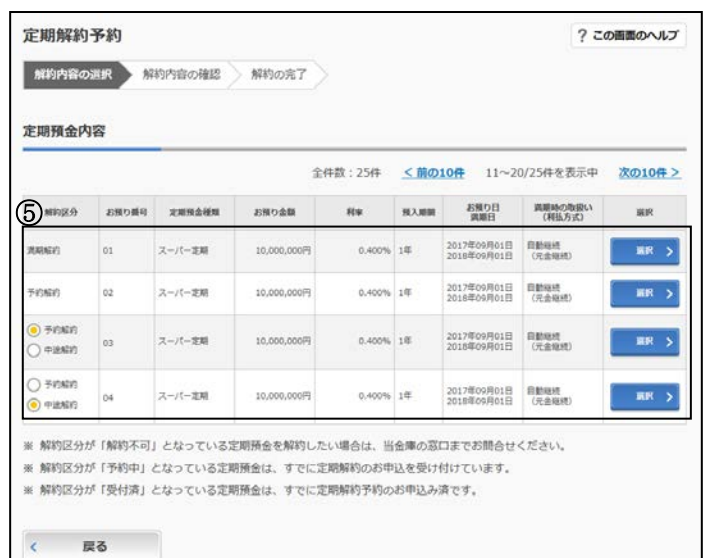 定期解約予約
? この画面のヘルプ
解約内容の選択 解約内容の確認 解約の完了
定期預金内容
全件数：25件 < 前の10件 11～20/25件を表示中 次の10件 >
⑤ 解約区分 お預り番号 定期預金種類 お預り金額 利率 預入期間 お預り日 満期日 満期時の取扱い (利払方式) 選択
満期解約 01 スーパー定期 10,000,000円 0.400% 1年 2017年09月01日 2018年09月01日 自動継続 (元金継続) 選択 >
予約解約 02 スーパー定期 10,000,000円 0.400% 1年 2017年09月01日 2018年09月01日 自動継続 (元金継続) 選択 >
予約解約 中途解約 03 スーパー定期 10,000,000円 0.400% 1年 2017年09月01日 2018年09月01日 自動継続 (元金継続) 選択 >
予約解約 中途解約 04 スーパー定期 10,000,000円 0.400% 1年 2017年09月01日 2018年09月01日 自動継続 (元金継続) 選択 >
※ 解約区分が「解約不可」となっている定期預金を解約したい場合は、当金庫の窓口までお問合せください。
※ 解約区分が「予約中」となっている定期預金は、すでに定期解約のお申込を受け付けています。
※ 解約区分が「受付済」となっている定期預金は、すでに定期解約予約のお申込み済です。
< 戻る